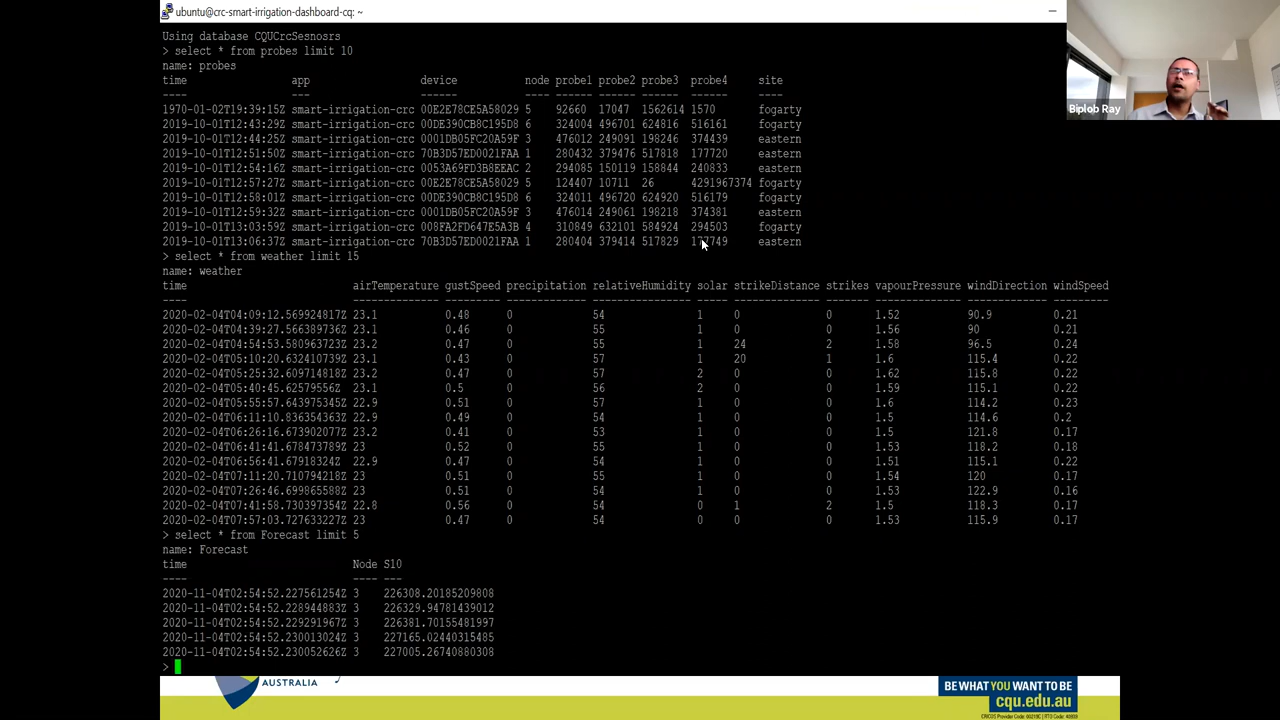 ubuntu@crc-smart-irrigation-dashboard-cq: ~
Using database CQUCrcSesnosrs
> select * from probes limit 10
name: probes
time app device node probe1 probe2 probe3 probe4 site
---- --- ------ ---- ------ ------ ------ ------ ----
1970-01-02T19:39:15Z smart-irrigation-crc 00E2E78CE5A58029 5 92660 17047 1562614 1570 fogarty
2019-10-01T12:43:29Z smart-irrigation-crc 00DE390CB8C195D8 6 324004 496701 624816 516161 fogarty
2019-10-01T12:44:25Z smart-irrigation-crc 0001DB05FC20A59F 3 476012 249091 198246 374439 eastern
2019-10-01T12:51:50Z smart-irrigation-crc 70B3D57ED0021FAA 1 280432 379476 517818 177720 eastern
2019-10-01T12:54:16Z smart-irrigation-crc 0053A69FD3B8EEAC 2 294085 150119 158844 240833 eastern
2019-10-01T12:57:27Z smart-irrigation-crc 00E2E78CE5A58029 5 124407 10711 26 4291967374 fogarty
2019-10-01T12:58:01Z smart-irrigation-crc 00DE390CB8C195D8 6 324011 496720 624920 516179 fogarty
2019-10-01T12:59:32Z smart-irrigation-crc 0001DB05FC20A59F 3 476014 249061 198218 374381 eastern
2019-10-01T13:03:59Z smart-irrigation-crc 008FA2FD647E5A3B 4 310849 632101 584924 294503 fogarty
2019-10-01T13:06:37Z smart-irrigation-crc 70B3D57ED0021FAA 1 280404 379414 517829 177749 eastern
> select * from weather limit 15
name: weather
time airTemperature gustSpeed precipitation relativeHumidity solar strikeDistance strikes vapourPressure windDirection windSpeed
---- -------------- --------- ------------- ---------------- ----- -------------- ------- -------------- ------------- ---------
2020-02-04T04:09:12.569924817Z 23.1 0.48 0 54 1 0 0 1.52 90.9 0.21
2020-02-04T04:39:27.566389736Z 23.1 0.46 0 55 1 0 0 1.56 90 0.21
2020-02-04T04:54:53.580963723Z 23.2 0.47 0 55 1 24 2 1.58 96.5 0.24
2020-02-04T05:10:20.63241073​9Z 23.1 0.43 0 57 1 20 1 1.6 115.4 0.22
2020-02-04T05:25:32.609714818Z 23.2 0.47 0 57 2 0 0 1.62 115.8 0.22
2020-02-04T05:40:45.62579556Z 23.1 0.5 0 56 2 0 0 1.59 115.1 0.22
2020-02-04T05:55:57.643975345Z 22.9 0.51 0 57 1 0 0 1.6 114.2 0.23
2020-02-04T06:11:10.836354363Z 22.9 0.49 0 54 1 0 0 1.5 114.6 0.2
2020-02-04T06:26:16.673902077Z 23.2 0.41 0 53 1 0 0 1.5 121.8 0.17
2020-02-04T06:41:41.678473789Z 23 0.52 0 55 1 0 0 1.53 118.2 0.18
2020-02-04T06:56:41.67918324Z 22.9 0.47 0 54 1 0 0 1.51 115.1 0.22
2020-02-04T07:11:20.710794218Z 23 0.51 0 55 1 0 0 1.54 120 0.17
2020-02-04T07:26:46.699865588Z 23 0.51 0 54 1 0 0 1.53 122.9 0.16
2020-02-04T07:41:58.730397354Z 22.8 0.56 0 54 0 1 2 1.5 118.3 0.17
2020-02-04T07:57:03.727633227Z 23 0.47 0 54 0 0 0 1.53 115.9 0.17
> select * from Forecast limit 5
name: Forecast
time Node S10
---- ---- ---
2020-11-04T02:54:52.227561254Z 3 226308.20185209808
2020-11-04T02:54:52.228944883Z 3 226329.94781439012
2020-11-04T02:54:52.229291967Z 3 226381.70155481997
2020-11-04T02:54:52.230013024Z 3 227165.02440315485
2020-11-04T02:54:52.230052626Z 3 227005.26740880308
>
Biplob Ray
AUSTRALIA
BE WHAT YOU WANT TO BE
cqu.edu.au